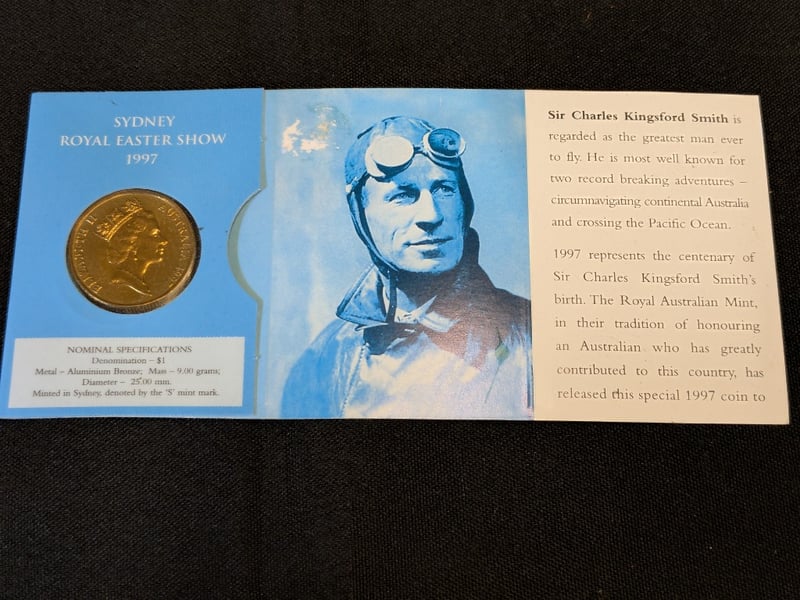 SYDNEY
ROYAL EASTER SHOW
1997
ELIZABETH II AUSTRALIA 1997
NOMINAL SPECIFICATIONS
Denomination – $1
Metal – Aluminium Bronze; Mass – 9.00 grams;
Diameter – 25.00 mm.
Minted in Sydney, denoted by the 'S' mint mark.
Sir Charles Kingsford Smith is
regarded as the greatest man ever
to fly. He is most well known for
two record breaking adventures –
circumnavigating continental Australia
and crossing the Pacific Ocean.
1997 represents the centenary of
Sir Charles Kingsford Smith's
birth. The Royal Australian Mint,
in their tradition of honouring
an Australian who has greatly
contributed to this country, has
released this special 1997 coin to